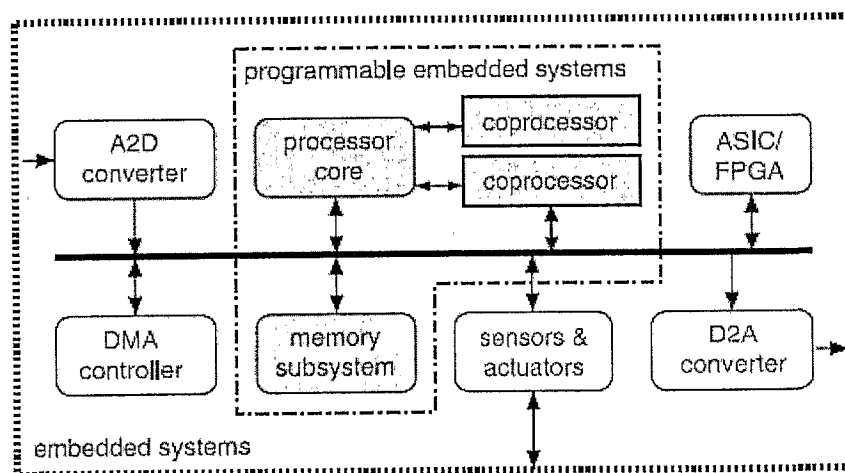 programmable embedded systems
A2D
converter
processor
core
coprocessor
coprocessor
ASIC/
FPGA
DMA
controller
memory
subsystem
sensors &
actuators
D2A
converter
embedded systems